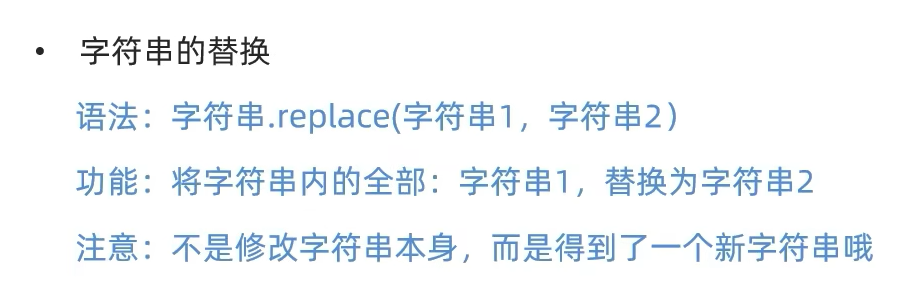 • 字符串的替换
语法：字符串.replace(字符串1，字符串2）
功能：将字符串内的全部：字符串1，替换为字符串2
注意：不是修改字符串本身，而是得到了一个新字符串哦